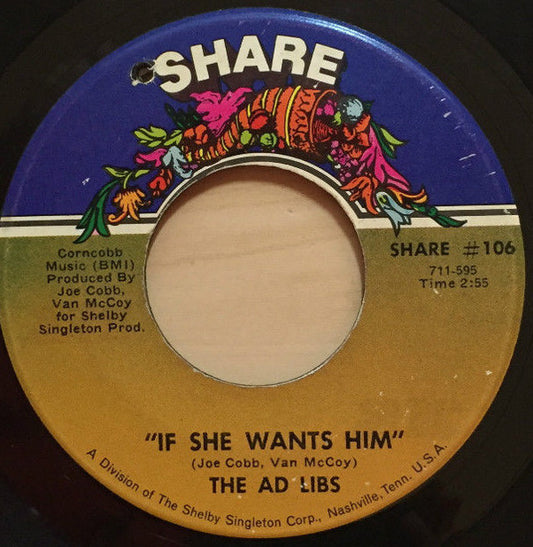 SHARE
Corncobb
Music (BMI)
Produced By
Joe Cobb,
Van McCoy
for Shelby
Singleton Prod.
SHARE #106
711-595
Time 2:55
"IF SHE WANTS HIM"
(Joe Cobb, Van McCoy)
THE AD LIBS
A Division of The Shelby Singleton Corp., Nashville, Tenn. U.S.A.